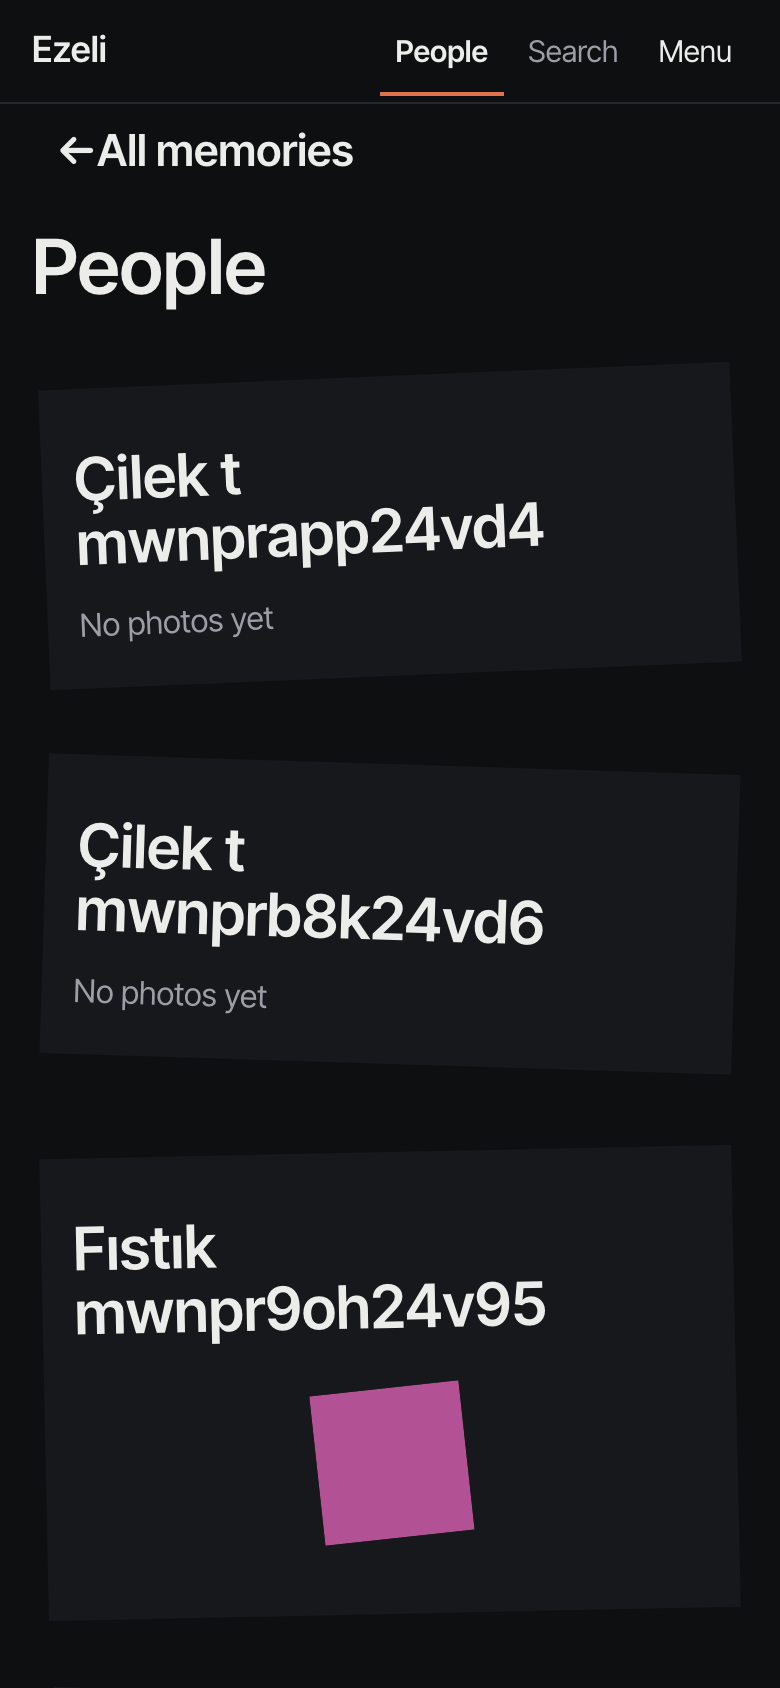 Ezeli
People
Search
Menu
←All memories
People
Çilek t
mwnprapp24vd4
No photos yet
Çilek t
mwnprb8k24vd6
No photos yet
Fıstık
mwnpr9oh24v95